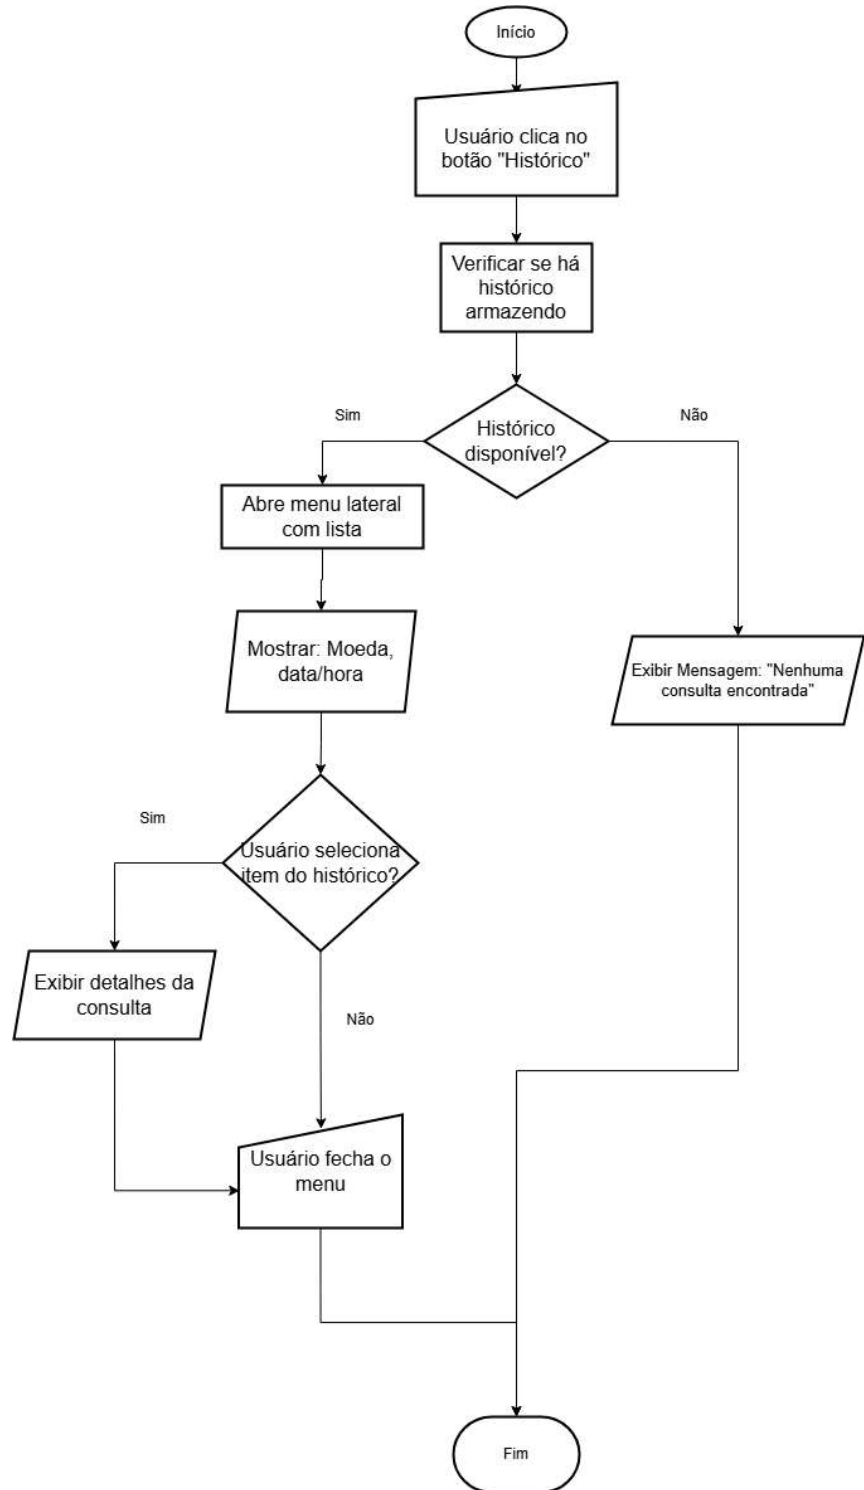 Início
Usuário clica no
botão "Histórico"
Verificar se há
histórico
armazendo
Histórico
disponível?
Sim
Não
Abre menu lateral
com lista
Mostrar: Moeda,
data/hora
Exibir Mensagem: "Nenhuma
consulta encontrada"
Usuário seleciona
item do histórico?
Sim
Exibir detalhes da
consulta
Não
Usuário fecha o
menu
Fim